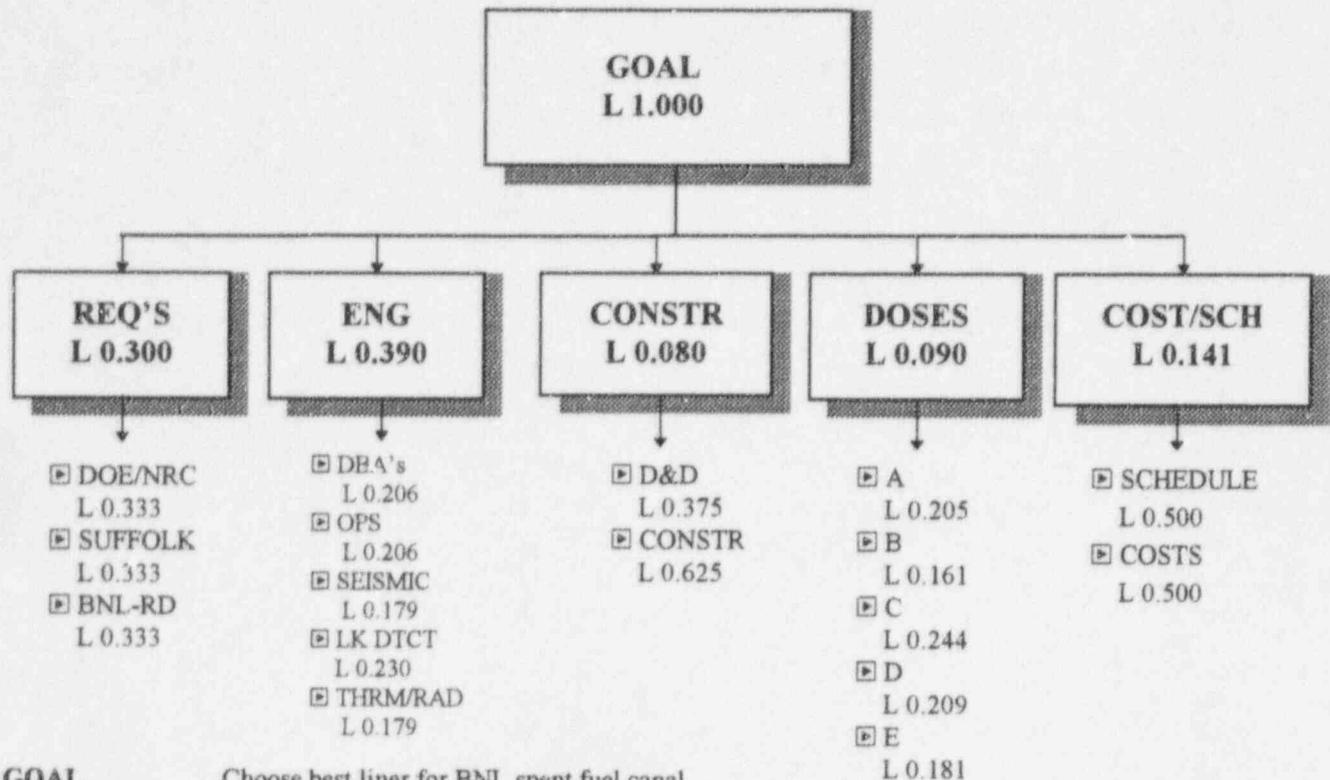 GOAL
L 1.000
REQ'S
L 0.300
ENG
L 0.390
CONSTR
L 0.080
DOSES
L 0.090
COST/SCH
L 0.141
DOE/NRC
L 0.333
SUFFOLK
L 0.333
BNL-RD
L 0.333
DBA's
L 0.206
OPS
L 0.206
SEISMIC
L 0.179
LK DTCT
L 0.230
THRM/RAD
L 0.179
D&D
L 0.375
CONSTR
L 0.625
A
L 0.205
B
L 0.161
C
L 0.244
D
L 0.209
E
L 0.181
SCHEDULE
L 0.500
COSTS
L 0.500
GOAL Choose best liner for BNL spent fuel canal